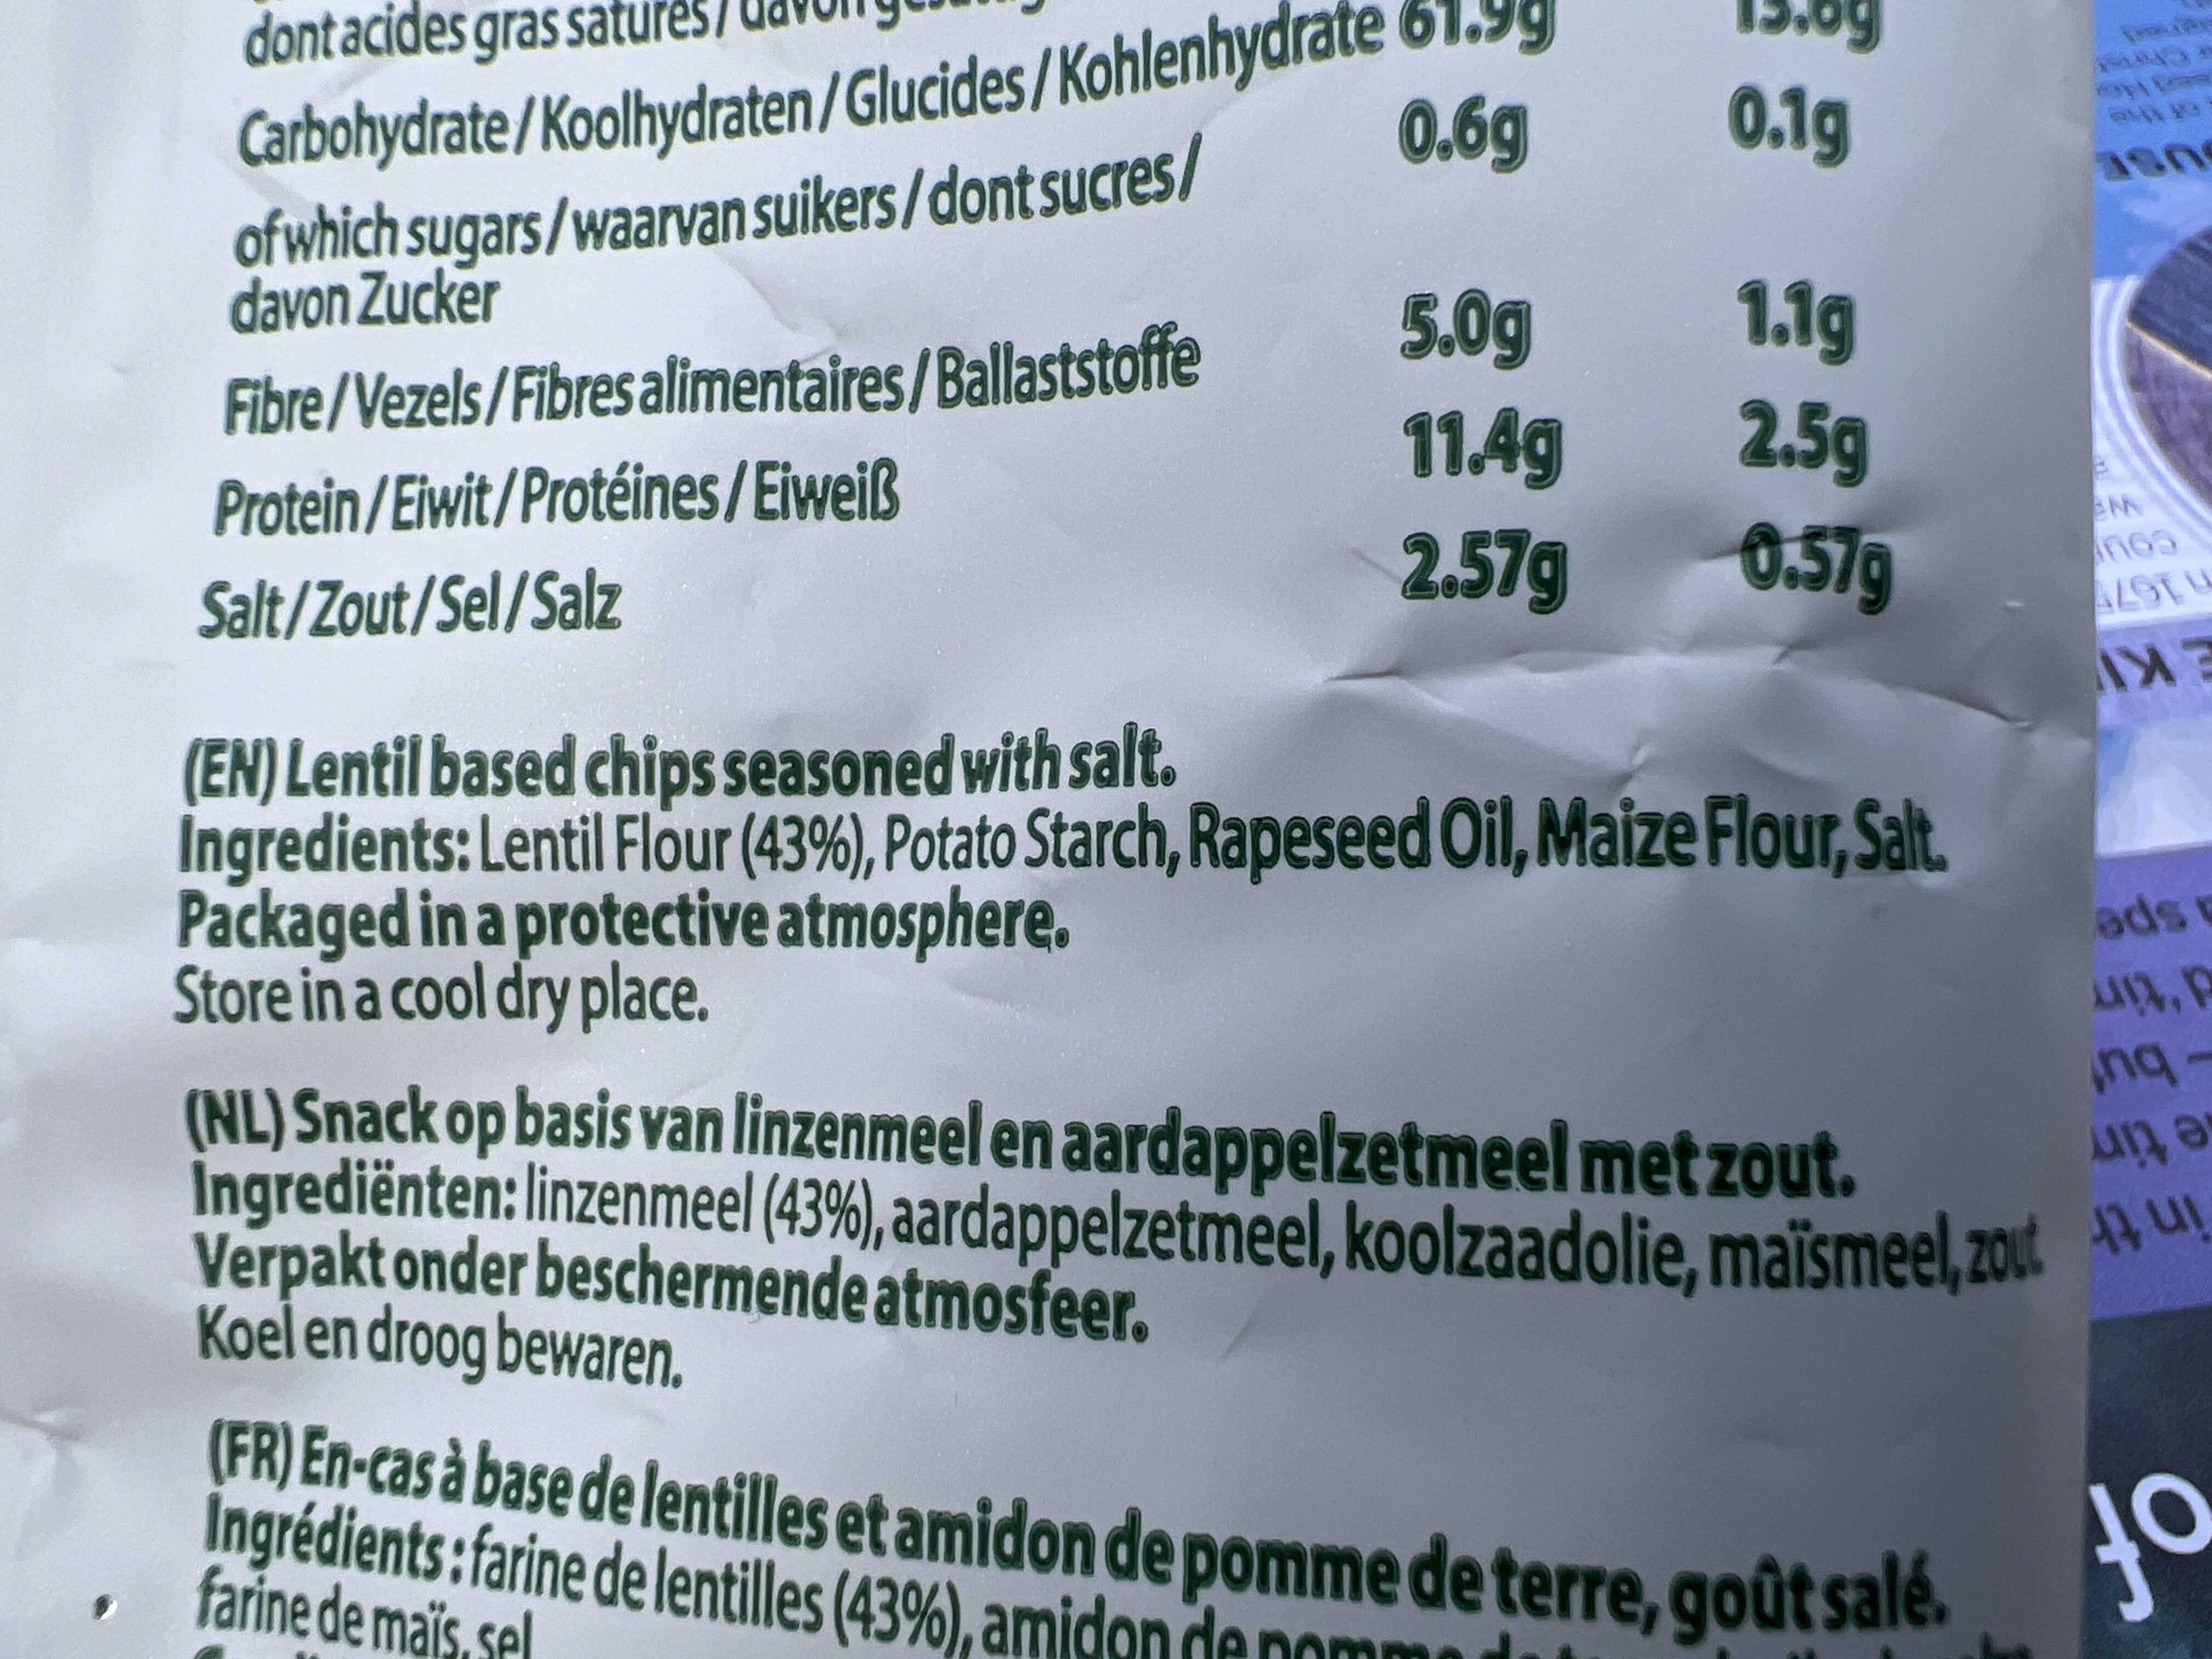 dont acides gras saturés / davon
Carbohydrate / Koolhydraten / Glucides / Kohlenhydrate 61.9g 13.6g
of which sugars / waarvan suikers / dont sucres / 0.6g 0.1g
davon Zucker
Fibre / Vezels / Fibres alimentaires / Ballaststoffe 5.0g 1.1g
Protein / Eiwit / Protéines / Eiweiß 11.4g 2.5g
Salt / Zout / Sel / Salz 2.57g 0.57g
(EN) Lentil based chips seasoned with salt.
Ingredients: Lentil Flour (43%), Potato Starch, Rapeseed Oil, Maize Flour, Salt.
Packaged in a protective atmosphere.
Store in a cool dry place.
(NL) Snack op basis van linzenmeel en aardappelzetmeel met zout.
Ingrediënten: linzenmeel (43%), aardappelzetmeel, koolzaadolie, maïsmeel, zout
Verpakt onder beschermende atmosfeer.
Koel en droog bewaren.
(FR) En-cas à base de lentilles et amidon de pomme de terre, goût salé.
Ingrédients : farine de lentilles (43%), amidon de pomme de
farine de maïs, sel
of